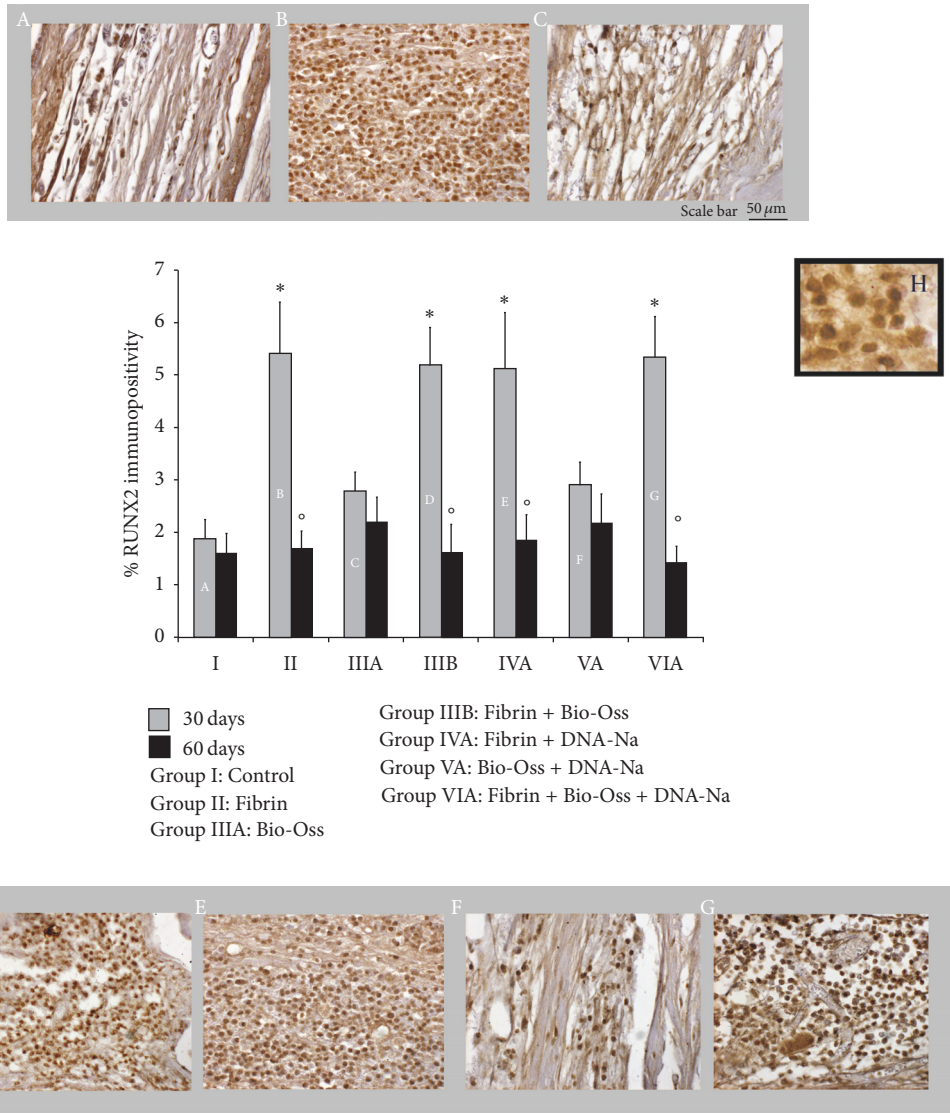 A B C
Scale bar 50 μm
H
% RUNX2 immunopositivity
7
6
5
4
3
2
1
0
* * * *
° ° ° °
A B C D E F G
I II IIIA IIIB IVA VA VIA
30 days
60 days
Group I: Control
Group II: Fibrin
Group IIIA: Bio-Oss
Group IIIB: Fibrin + Bio-Oss
Group IVA: Fibrin + DNA-Na
Group VA: Bio-Oss + DNA-Na
Group VIA: Fibrin + Bio-Oss + DNA-Na
E F G